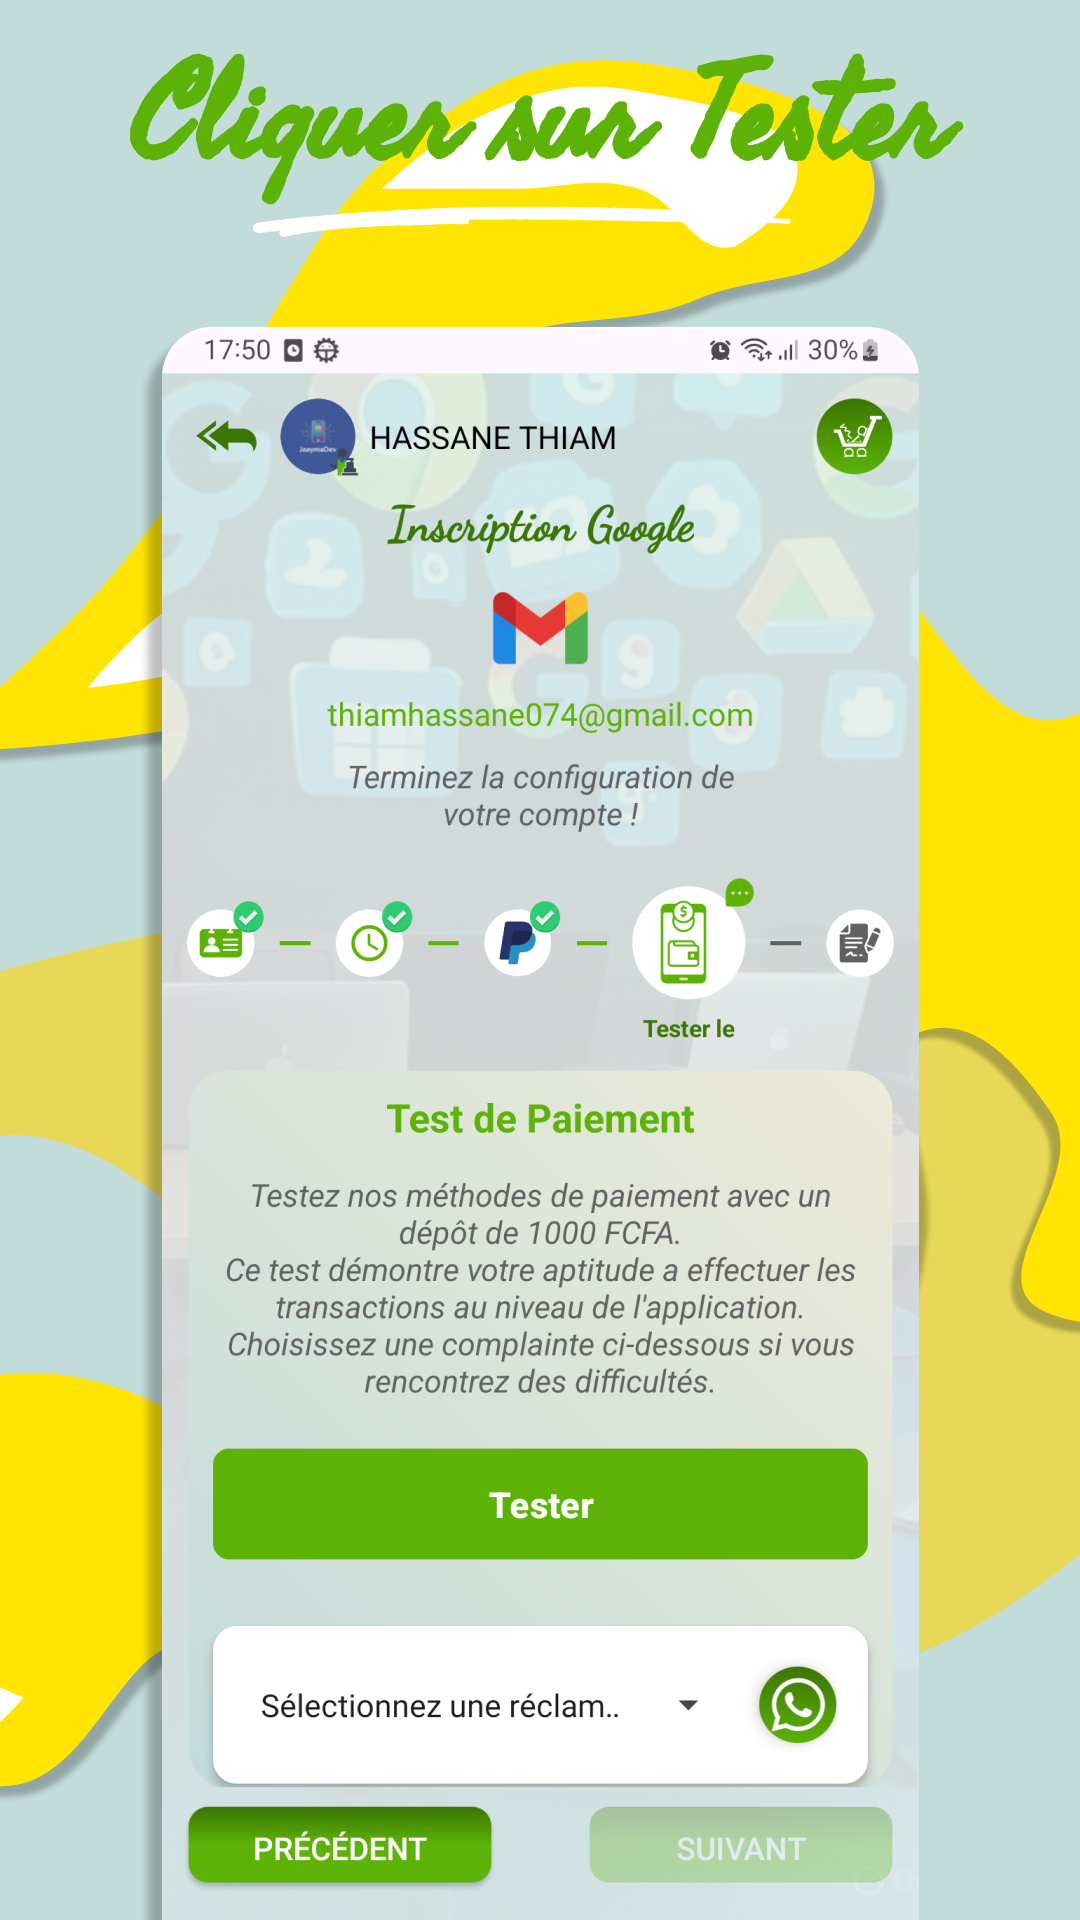 Cliquer sur Tester
17:50
30%
JaaymaDev
HASSANE THIAM
Inscription Google
thiamhassane074@gmail.com
Terminez la configuration de
votre compte !
Tester le
Test de Paiement
Testez nos méthodes de paiement avec un
dépôt de 1000 FCFA.
Ce test démontre votre aptitude a effectuer les
transactions au niveau de l'application.
Choisissez une complainte ci-dessous si vous
rencontrez des difficultés.
Tester
Sélectionnez une réclam..
PRÉCÉDENT
SUIVANT